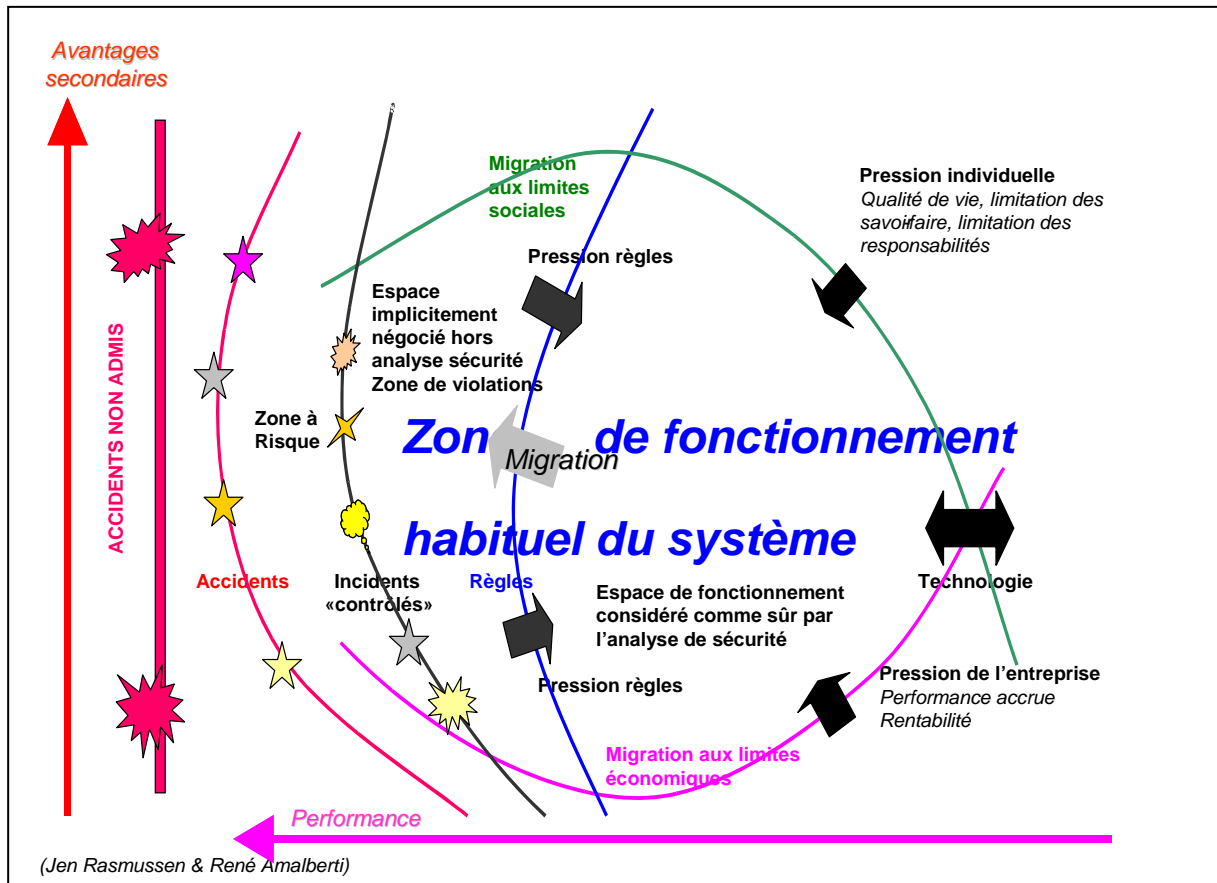 Avantages
secondaires
Migration
aux limites
sociales
Pression individuelle
Qualité de vie, limitation des
savoir-faire, limitation des
responsabilités
Pression règles
Espace
implicitement
négocié hors
analyse sécurité
Zone de violations
ACCIDENTS NON ADMIS
Zone à
Risque
Zon de fonctionnement
Migration
habituel du système
Accidents
Incidents
«contrôlés»
Règles
Espace de fonctionnement
considéré comme sûr par
l’analyse de sécurité
Technologie
Pression règles
Pression de l’entreprise
Performance accrue
Rentabilité
Migration aux limites
économiques
Performance
(Jen Rasmussen & René Amalberti)